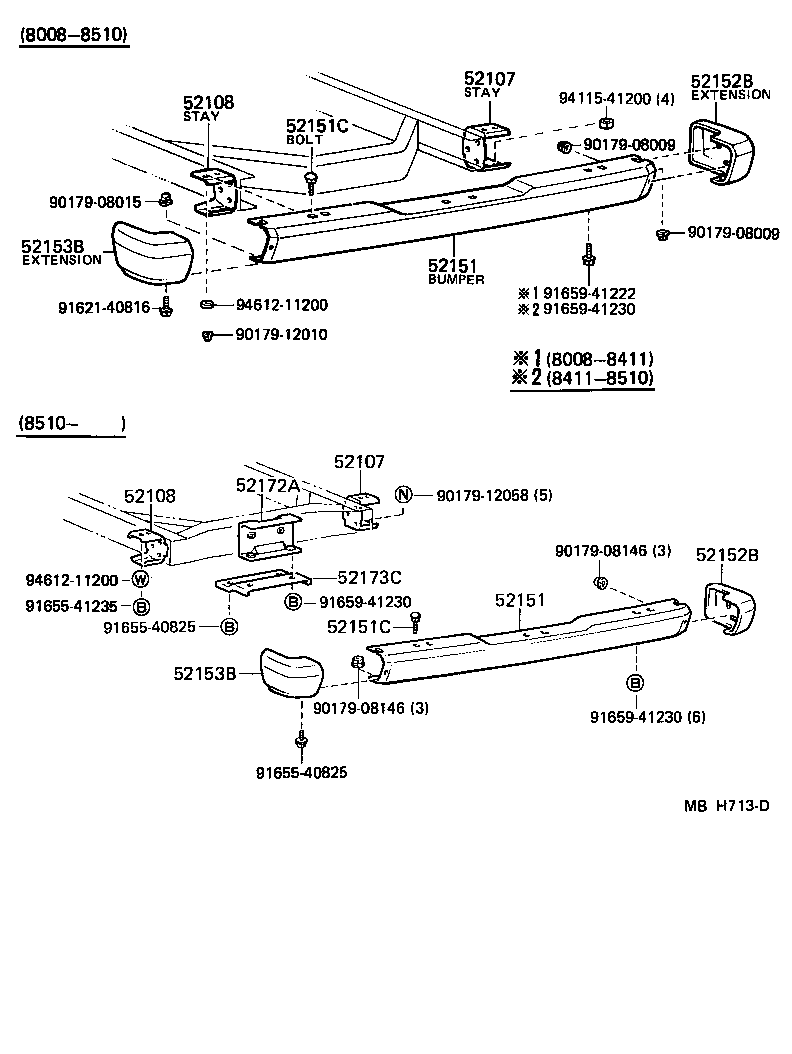 (8008-8510)
52107
STAY
52108
STAY
94115-41200 (4)
52152B
EXTENSION
52151C
BOLT
90179-08009
90179-08015
90179-08009
52153B
EXTENSION
52151
BUMPER
91621-40816
94612-11200
※1 91659-41222
※2 91659-41230
90179-12010
※1 (8008-8411)
※2 (8411-8510)
(8510-      )
52107
52172A
52108
N
90179-12058 (5)
90179-08146 (3)
52152B
94612-11200
W
52173C
91655-41235
B
B
91659-41230
52151
91655-40825
B
52151C
52153B
B
90179-08146 (3)
91659-41230 (6)
91655-40825
MB H713-D